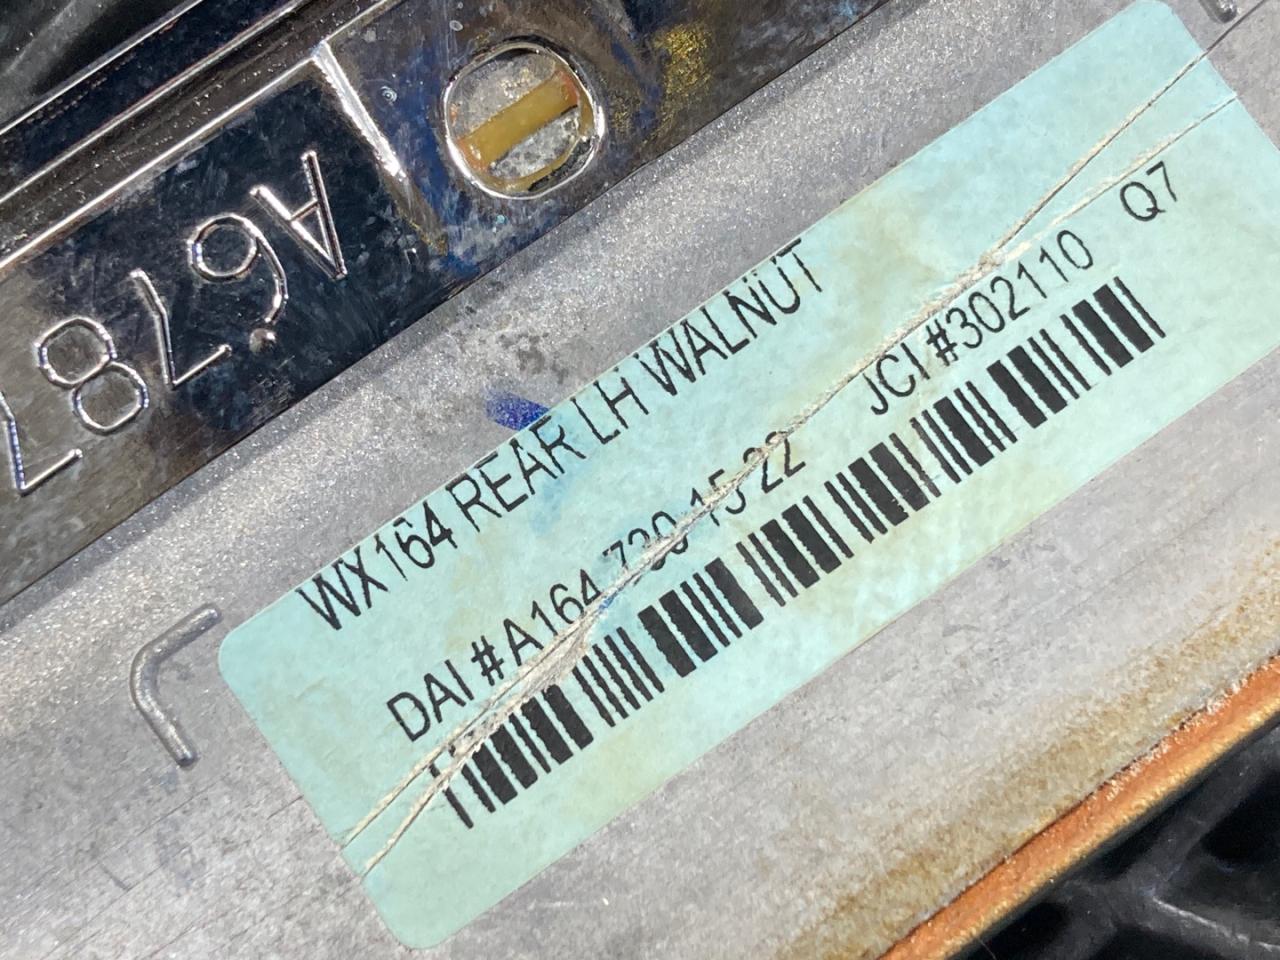 A6787
WX164 REAR LH WALNUT
DAI #A164 730 15 22 JCI #302110 Q7